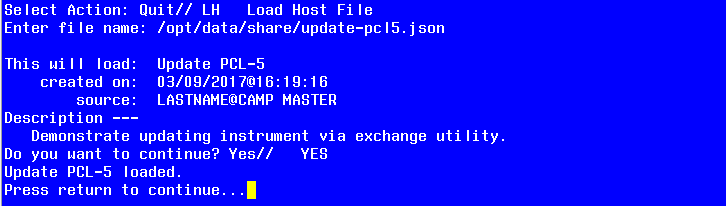 Select Action: Quit// LH   Load Host File
Enter file name: /opt/data/share/update-pcl5.json
This will load:  Update PCL-5
created on:  03/09/2017@16:19:16
source:  LASTNAME@CAMP MASTER
Description ---
Demonstrate updating instrument via exchange utility.
Do you want to continue? Yes//   YES
Update PCL-5 loaded.
Press return to continue...